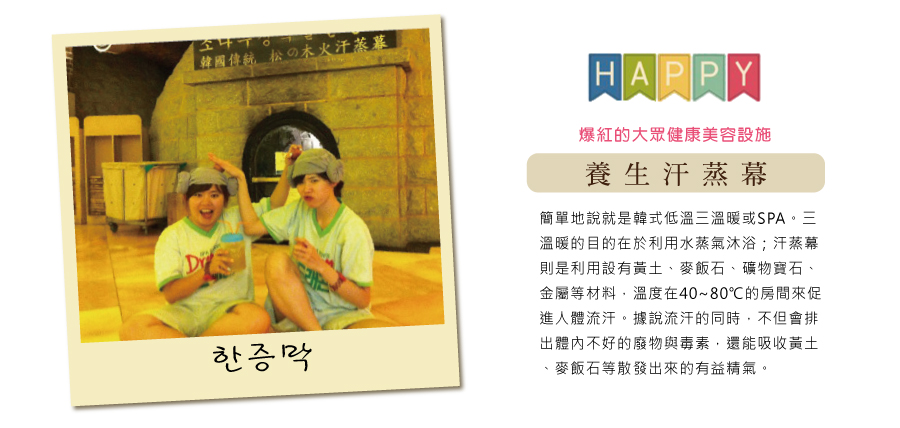 韓國傳統 松の木火汗蒸幕
한증막
HAPPY
爆紅的大眾健康美容設施
養生汗蒸幕
簡單地說就是韓式低溫三溫暖或SPA。三
溫暖的目的在於利用水蒸氣沐浴；汗蒸幕
則是利用設有黃土、麥飯石、礦物寶石、
金屬等材料，溫度在40~80℃的房間來促
進人體流汗。據說流汗的同時，不但會排
出體內不好的廢物與毒素，還能吸收黃土
、麥飯石等散發出來的有益精氣。